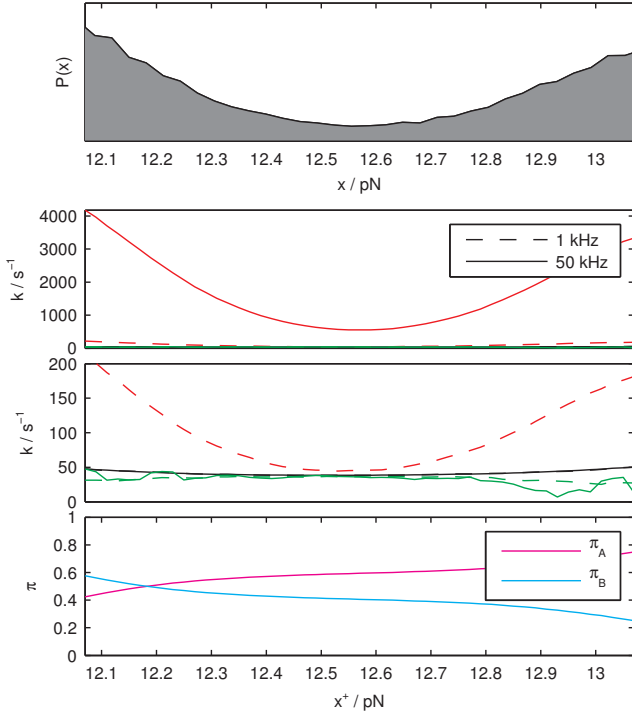 P(x)
12.1 12.2 12.3 12.4 12.5 12.6 12.7 12.8 12.9 13
x / pN
k / s⁻¹
4000
3000
2000
1000
0
1 kHz
50 kHz
k / s⁻¹
200
150
100
50
0
π
1
0.8
0.6
0.4
0.2
0
π_A
π_B
12.1 12.2 12.3 12.4 12.5 12.6 12.7 12.8 12.9 13
x⁺ / pN